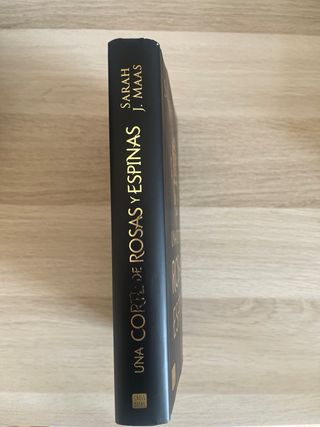 UNA CORTE DE ROSAS Y ESPINAS
SARAH
J. MAAS